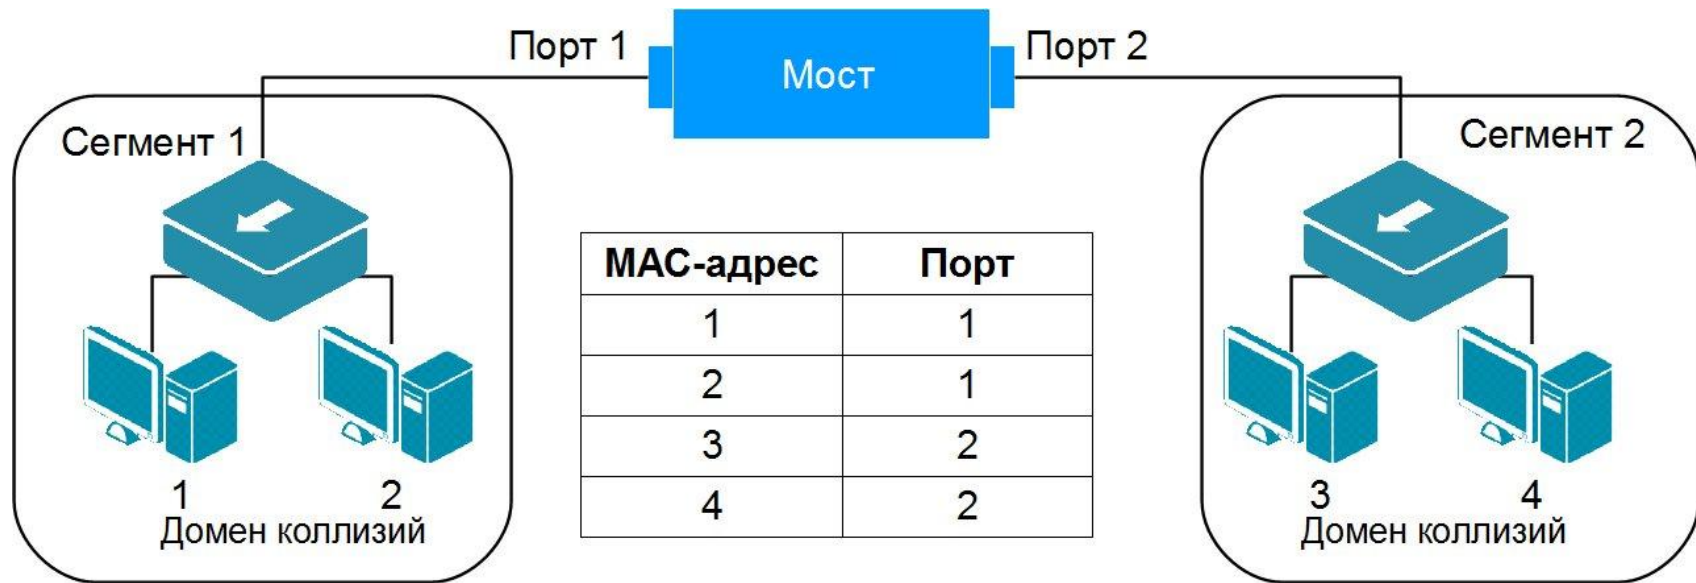 Порт 1
Мост
Порт 2
Сегмент 1
Сегмент 2
МАС-адрес Порт
1 1
2 1
3 2
4 2
1 2
Домен коллизий
3 4
Домен коллизий